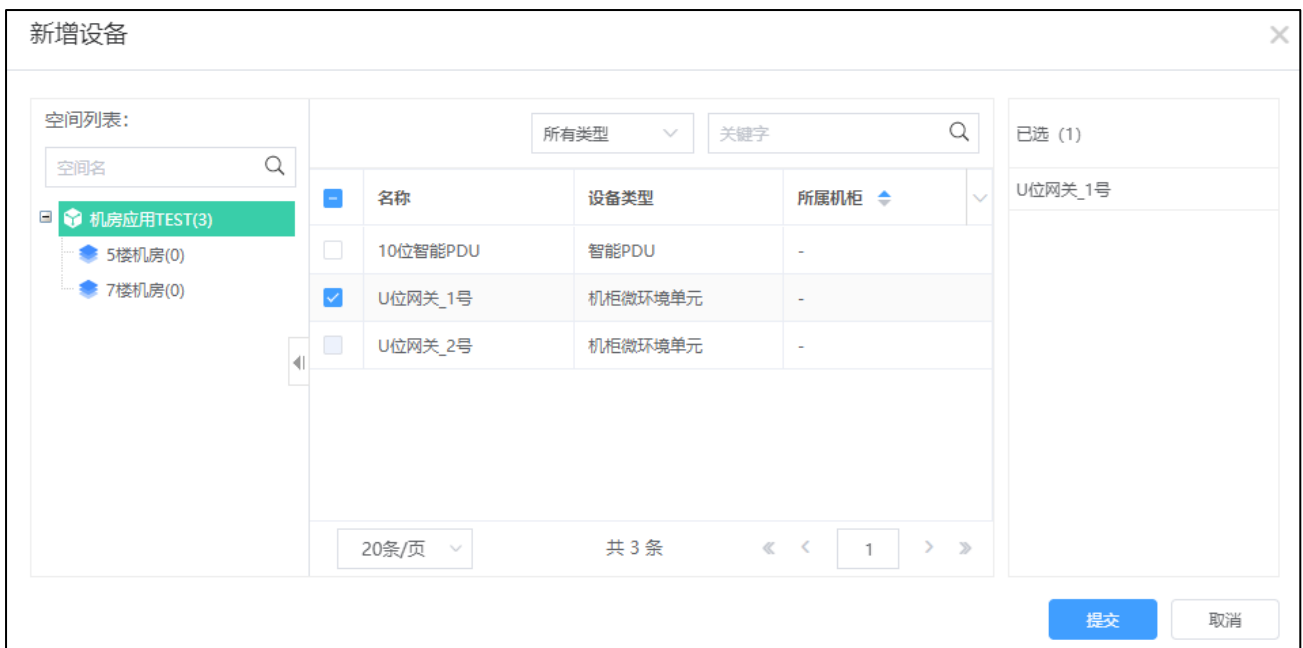 新增设备
空间列表：
空间名
机房应用TEST(3)
5楼机房(0)
7楼机房(0)
所有类型 关键字
名称 设备类型 所属机柜
10位智能PDU 智能PDU -
U位网关_1号 机柜微环境单元 -
U位网关_2号 机柜微环境单元 -
20条/页 共 3 条 1
已选 (1)
U位网关_1号
提交 取消